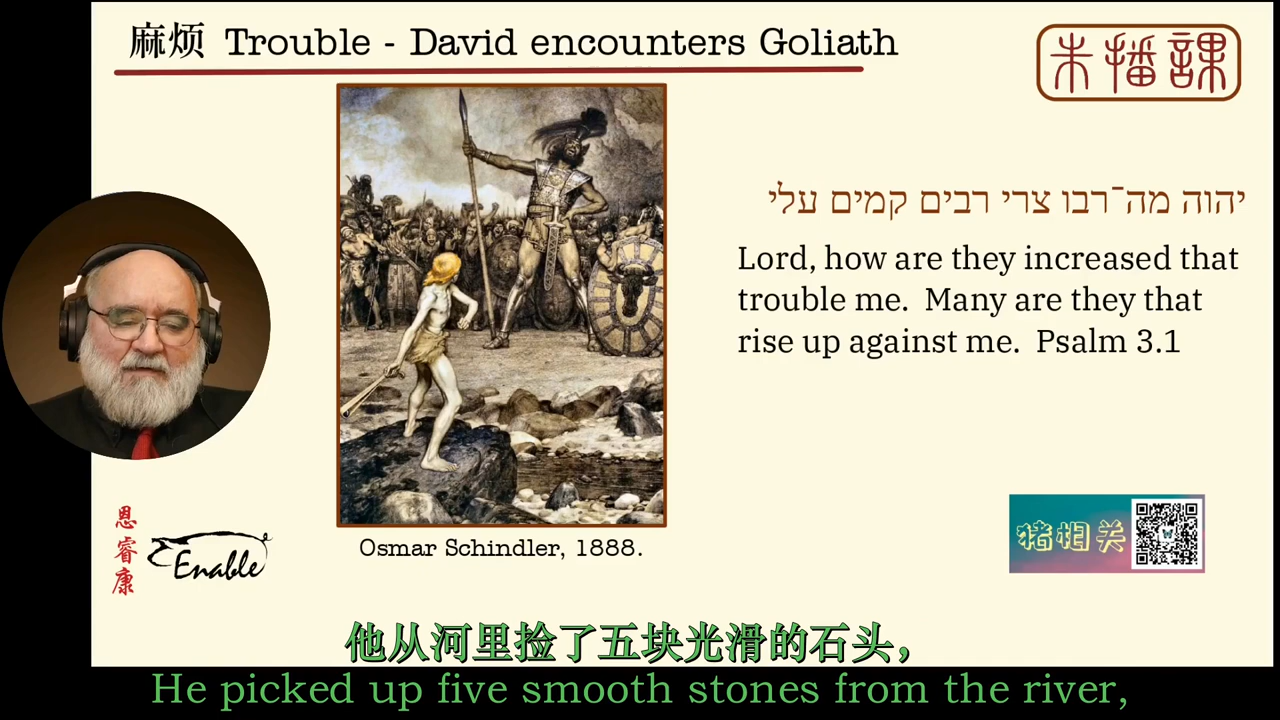 麻烦 Trouble - David encounters Goliath
未播課
יהוה מה־רבו צרי רבים קמים עלי
Lord, how are they increased that
trouble me. Many are they that
rise up against me. Psalm 3.1
Osmar Schindler, 1888.
恩睿康
Enable
猪相关
他从河里捡了五块光滑的石头，
He picked up five smooth stones from the river,